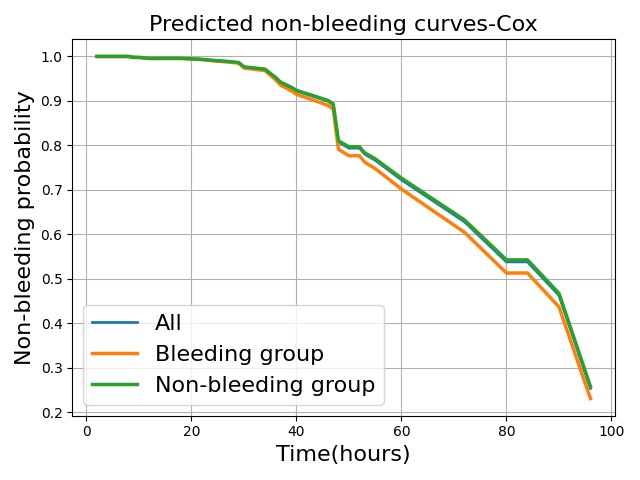 Predicted non-bleeding curves-Cox
Non-bleeding probability
1.0
0.9
0.8
0.7
0.6
0.5
0.4
0.3
0.2
All
Bleeding group
Non-bleeding group
0 20 40 60 80 100
Time(hours)